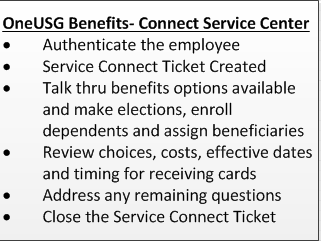 OneUSG Benefits- Connect Service Center
• Authenticate the employee
• Service Connect Ticket Created
• Talk thru benefits options available
and make elections, enroll
dependents and assign beneficiaries
• Review choices, costs, effective dates
and timing for receiving cards
• Address any remaining questions
• Close the Service Connect Ticket